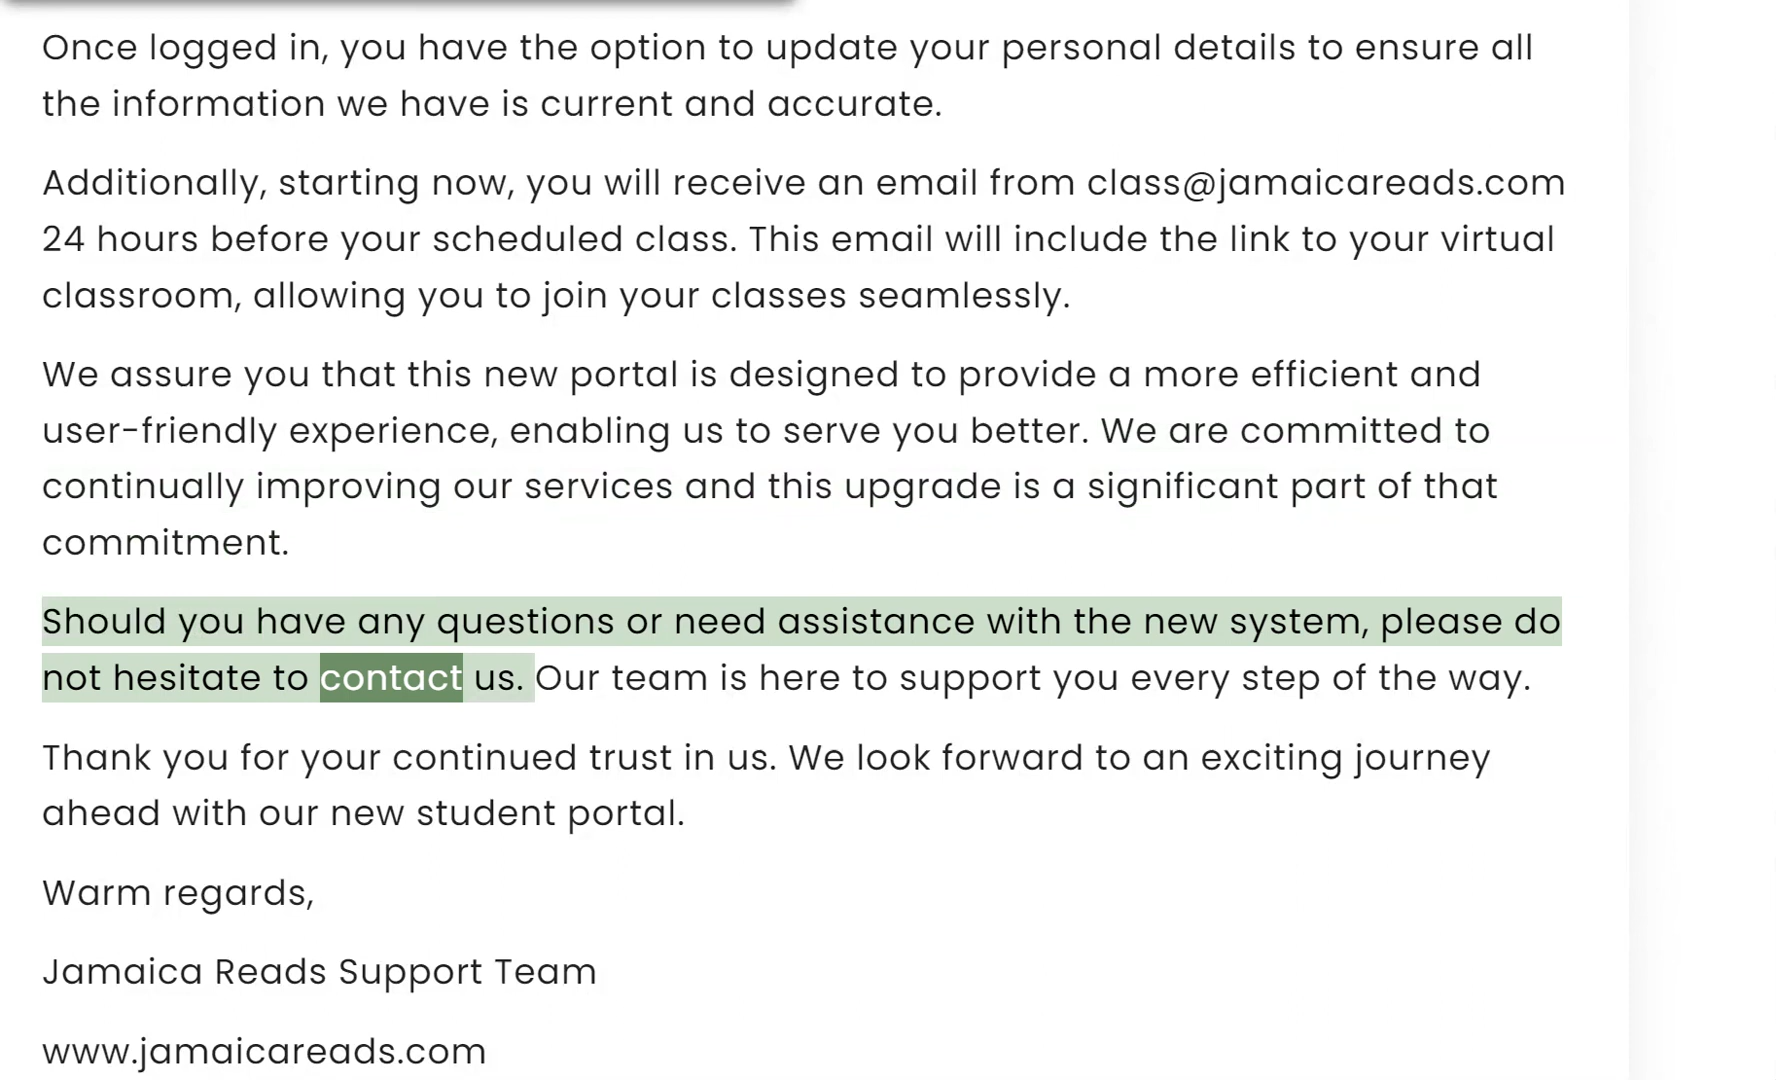 Once logged in, you have the option to update your personal details to ensure all
the information we have is current and accurate.
Additionally, starting now, you will receive an email from class@jamaicareads.com
24 hours before your scheduled class. This email will include the link to your virtual
classroom, allowing you to join your classes seamlessly.
We assure you that this new portal is designed to provide a more efficient and
user-friendly experience, enabling us to serve you better. We are committed to
continually improving our services and this upgrade is a significant part of that
commitment.
Should you have any questions or need assistance with the new system, please do
not hesitate to contact us. Our team is here to support you every step of the way.
Thank you for your continued trust in us. We look forward to an exciting journey
ahead with our new student portal.
Warm regards,
Jamaica Reads Support Team
www.jamaicareads.com